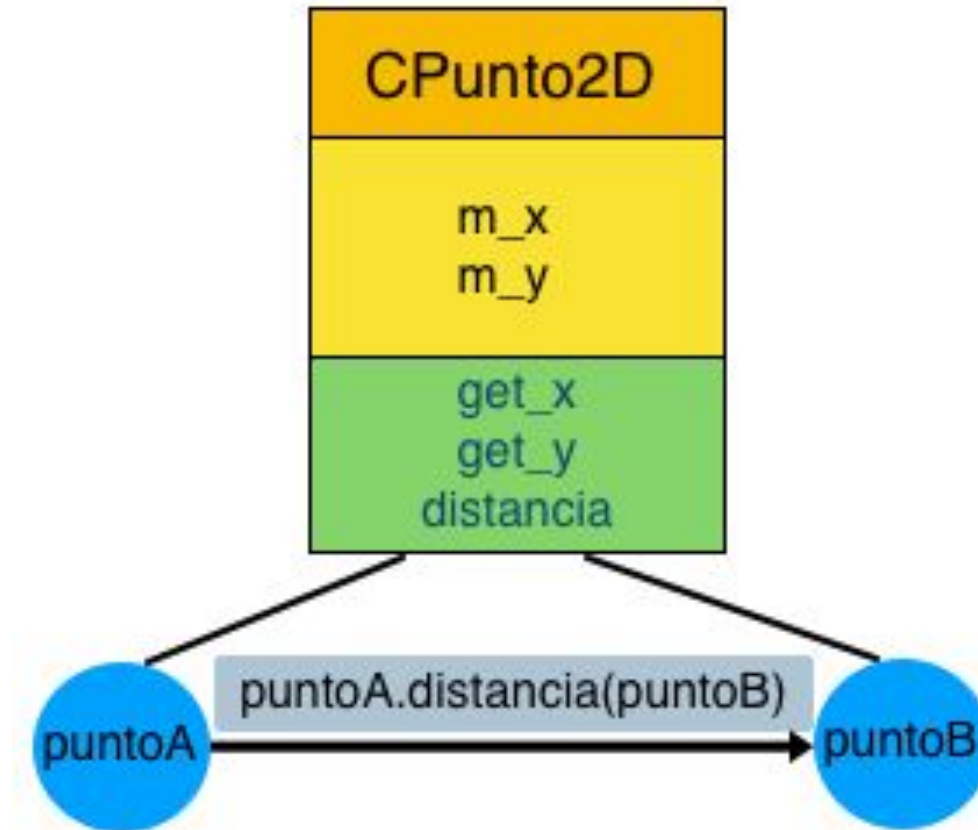 CPunto2D
m_x
m_y
get_x
get_y
distancia
puntoA.distancia(puntoB)
puntoA
puntoB